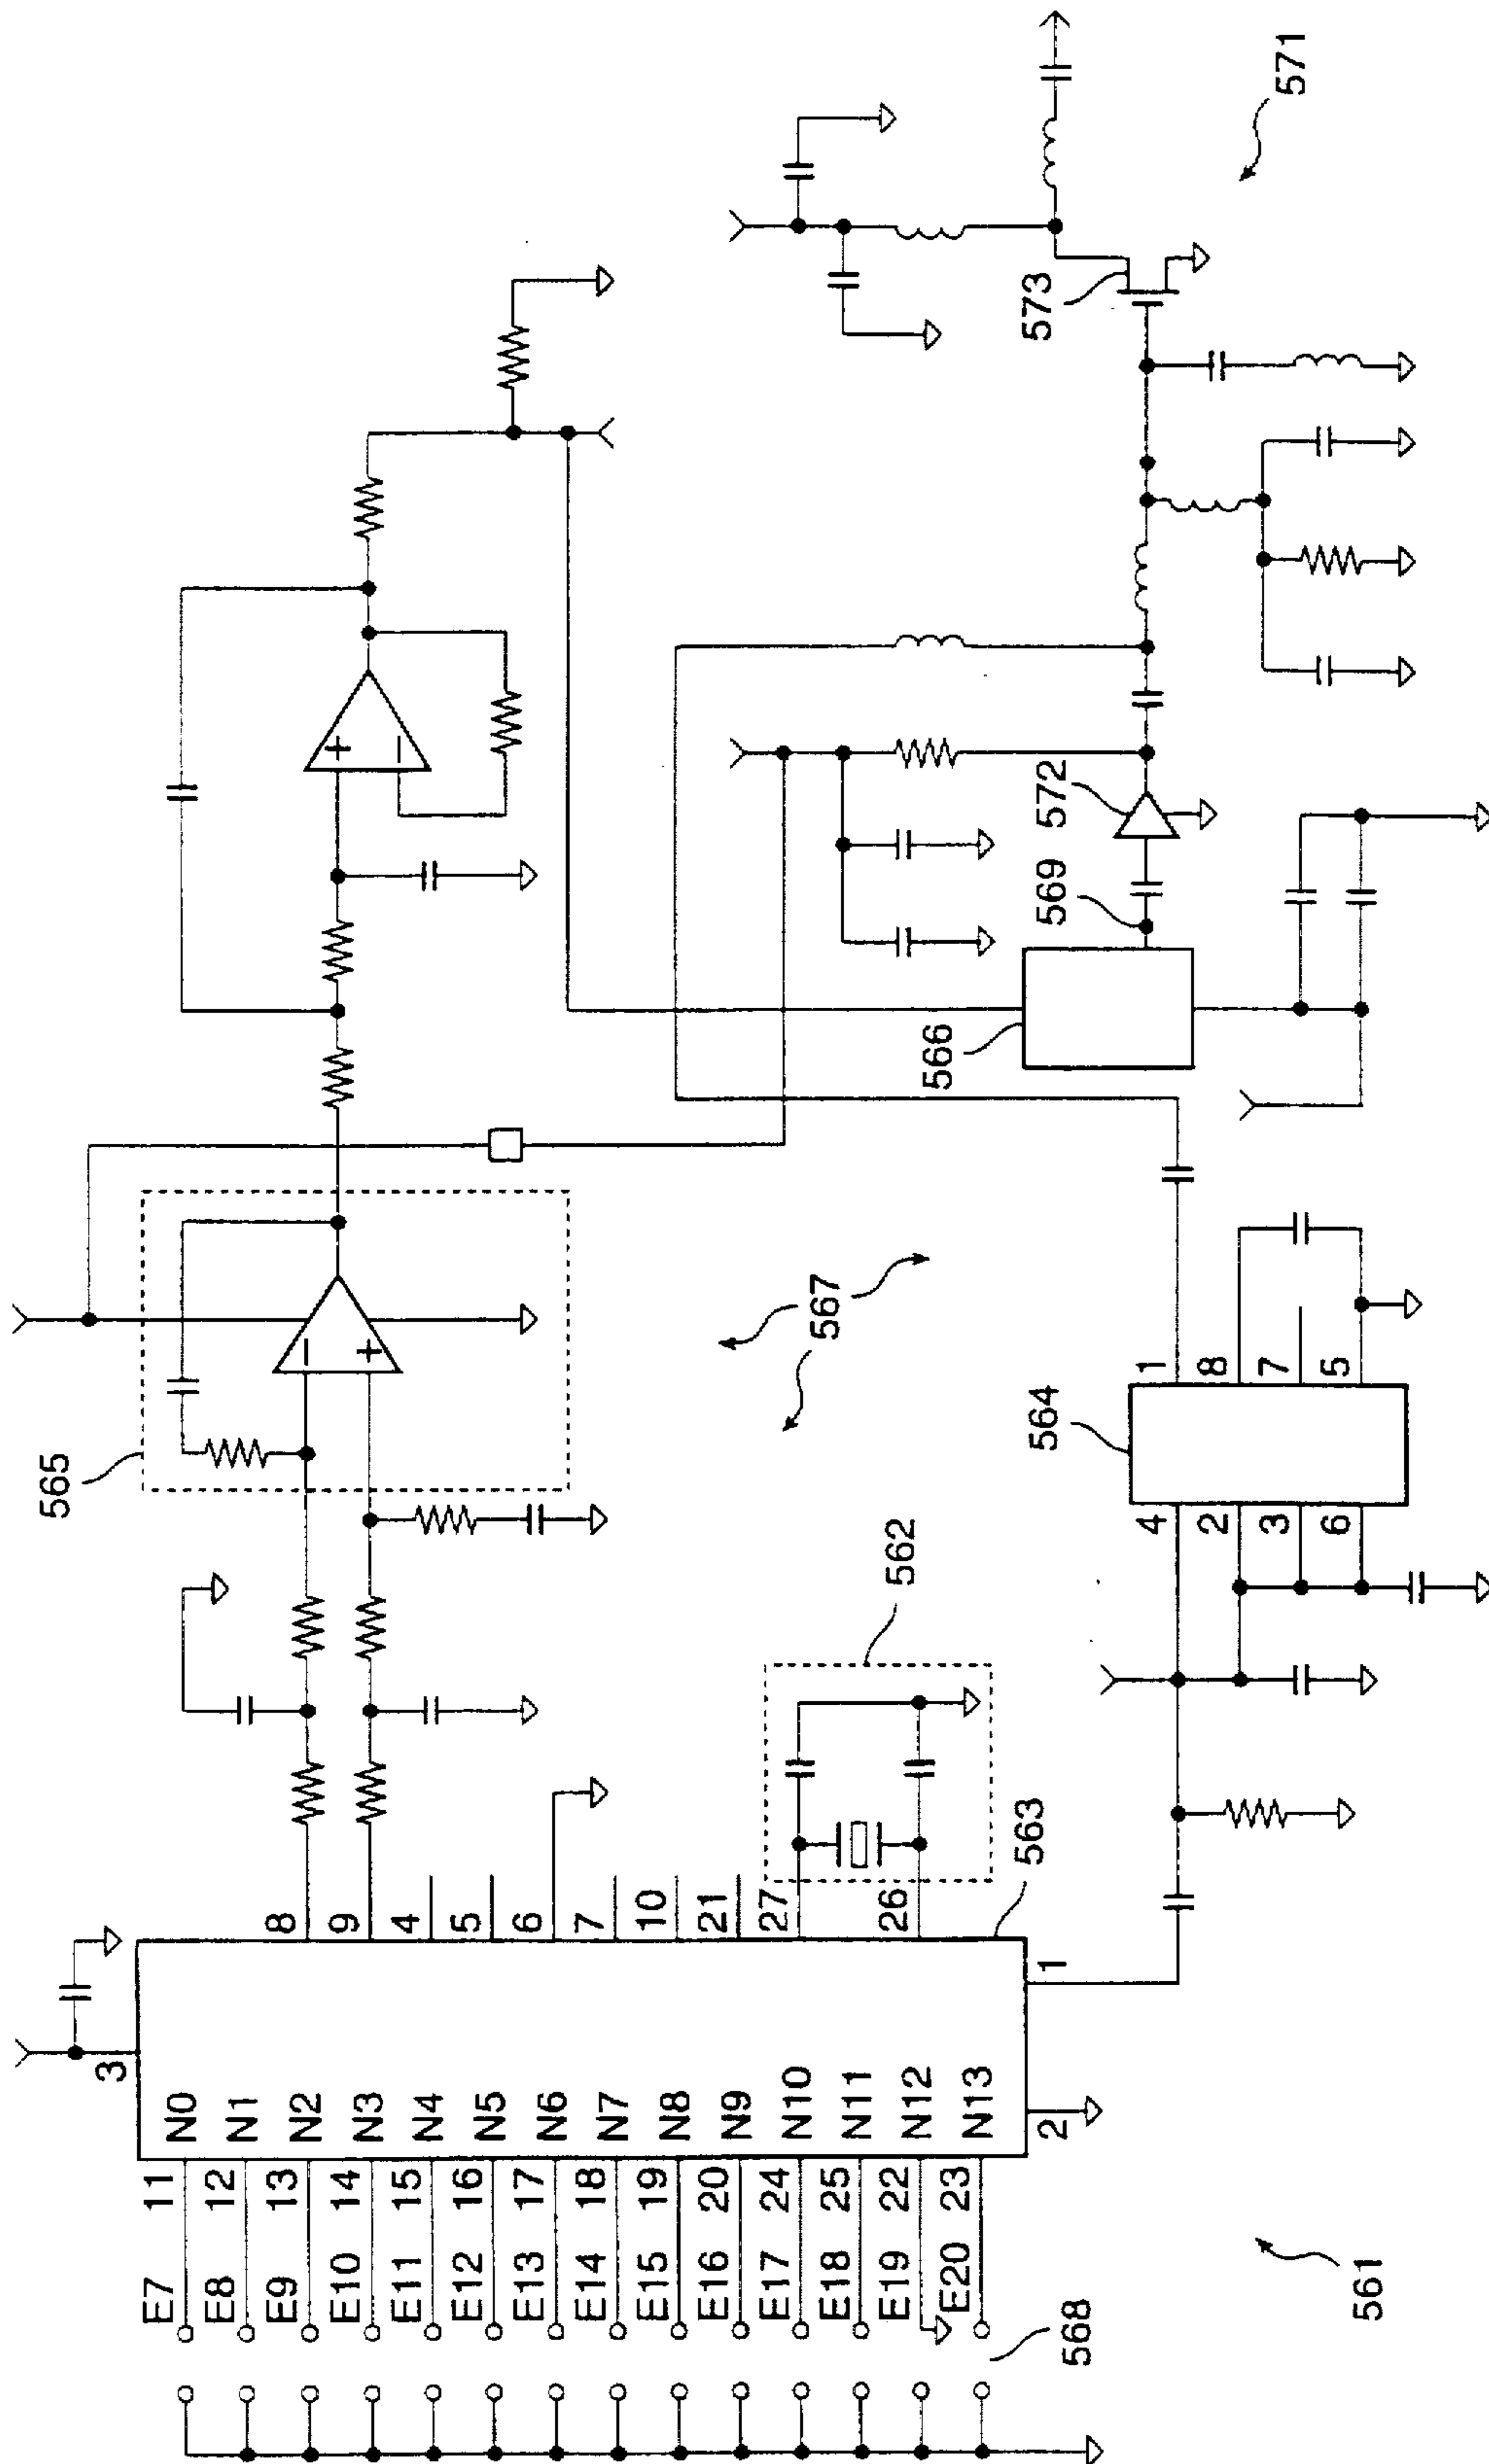 3
E7 11 N0
E8 12 N1
E9 13 N2
E10 14 N3
E11 15 N4
E12 16 N5
E13 17 N6
E14 18 N7
E15 19 N8
E16 20 N9
E17 24 N10
E18 25 N11
E19 22 N12
E20 23 N13
568
561
2
1
8
9
4
5
6
7
10
21
27
26
563
562
565
− +
567
4
2
3
6
564
1
8
7
5
+ −
566
569
572
573
571